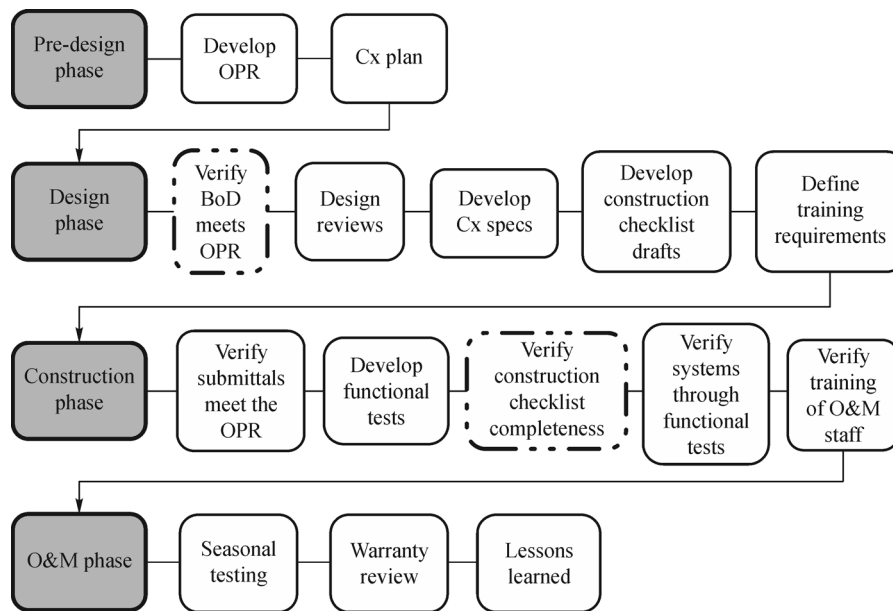 Pre-design
phase
Develop
OPR
Cx plan
Design
phase
Verify
BoD
meets
OPR
Design
reviews
Develop
Cx specs
Develop
construction
checklist
drafts
Define
training
requirements
Construction
phase
Verify
submittals
meet the
OPR
Develop
functional
tests
Verify
construction
checklist
completeness
Verify
systems
through
functional
tests
Verify
training
of O&M
staff
O&M phase
Seasonal
testing
Warranty
review
Lessons
learned